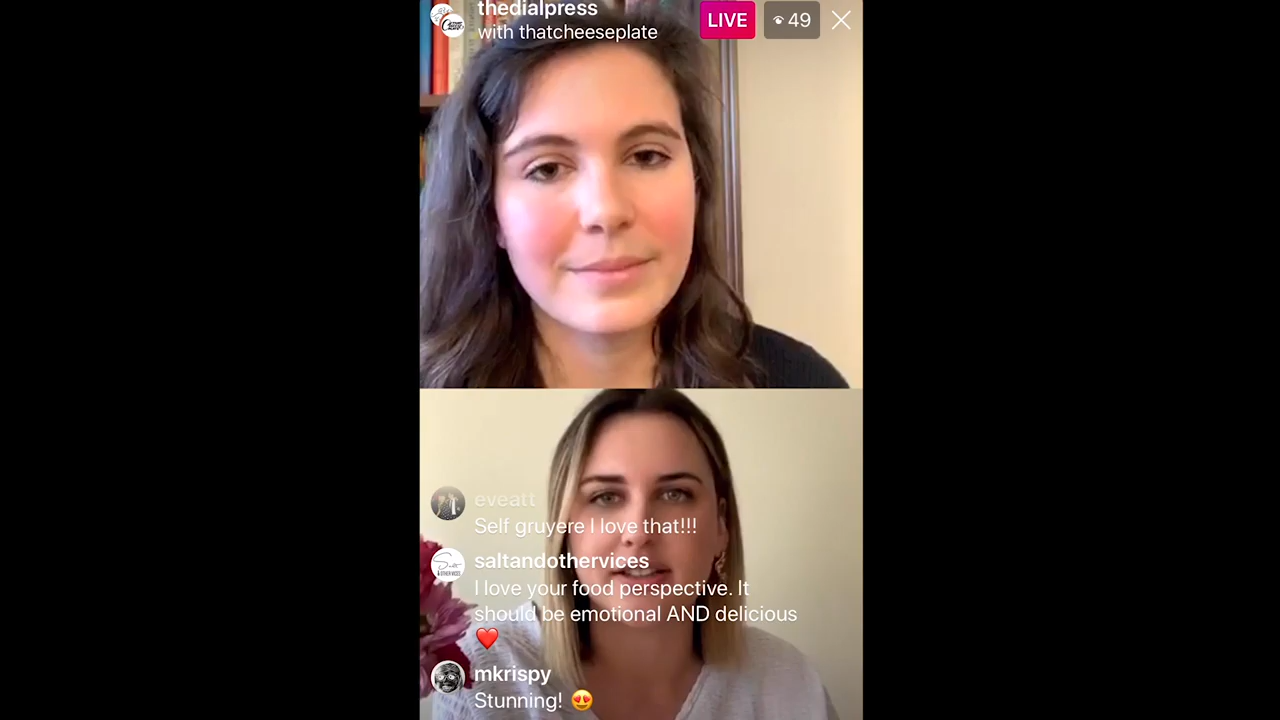 thedialpress
with thatcheeseplate
LIVE
49
eveatt
Self gruyere I love that!!!
saltandothervices
I love your food perspective. It
should be emotional AND delicious
❤️
mkrispy
Stunning! 😍